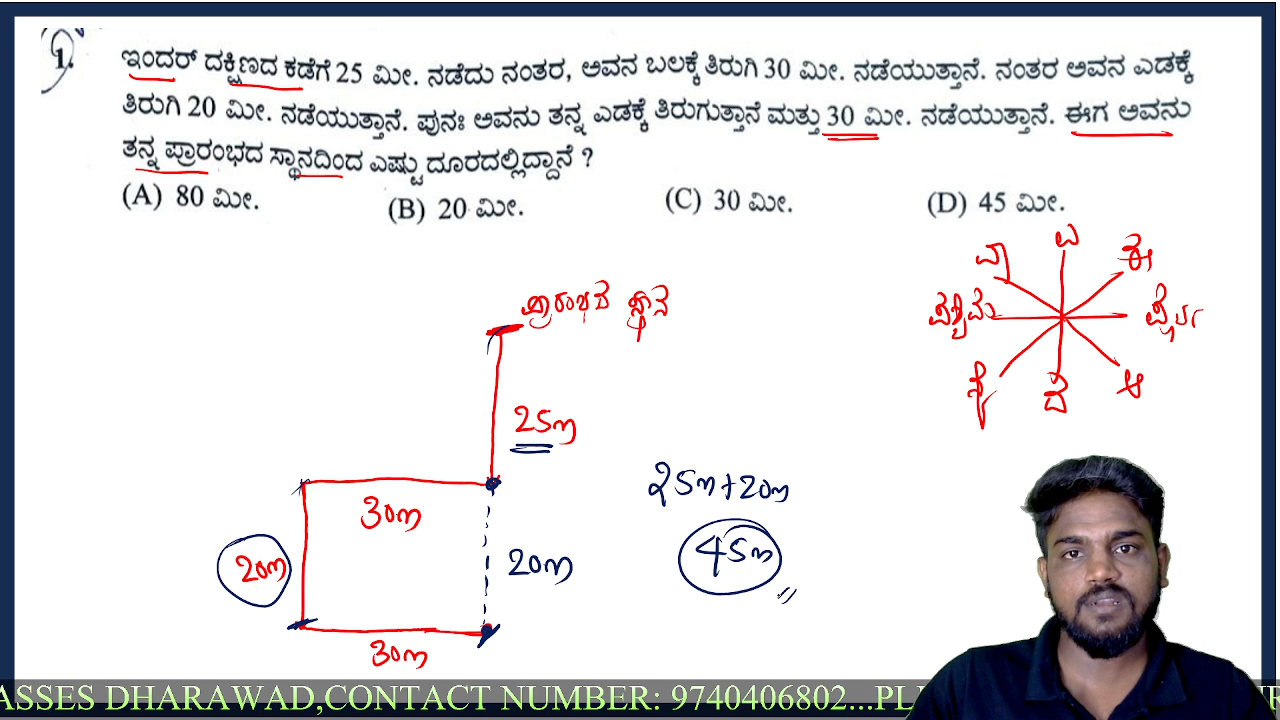 1. ಇಂದರ್ ದಕ್ಷಿಣದ ಕಡೆಗೆ 25 ಮೀ. ನಡೆದು ನಂತರ, ಅವನ ಬಲಕ್ಕೆ ತಿರುಗಿ 30 ಮೀ. ನಡೆಯುತ್ತಾನೆ. ನಂತರ ಅವನ ಎಡಕ್ಕೆ
ತಿರುಗಿ 20 ಮೀ. ನಡೆಯುತ್ತಾನೆ. ಪುನಃ ಅವನು ತನ್ನ ಎಡಕ್ಕೆ ತಿರುಗುತ್ತಾನೆ ಮತ್ತು 30 ಮೀ. ನಡೆಯುತ್ತಾನೆ. ಈಗ ಅವನು
ತನ್ನ ಪ್ರಾರಂಭದ ಸ್ಥಾನದಿಂದ ಎಷ್ಟು ದೂರದಲ್ಲಿದ್ದಾನೆ ?
(A) 80 ಮೀ. (B) 20 ಮೀ. (C) 30 ಮೀ. (D) 45 ಮೀ.
ವಾ ಉ ಈ
ಪಶ್ಚಿಮ ಪೂರ್ವ
ನೈ ದ ಆ
ಪ್ರಾರಂಭದ ಸ್ಥಾನ
25m
30m
20m
20m
30m
25m+20m
45m
ASSES DHARAWAD,CONTACT NUMBER: 9740406802...PL